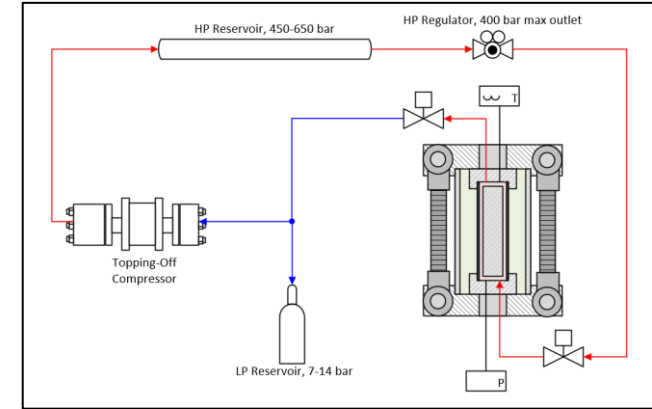 HP Reservoir, 450-650 bar
HP Regulator, 400 bar max outlet
T
Topping-Off
Compressor
LP Reservoir, 7-14 bar
P